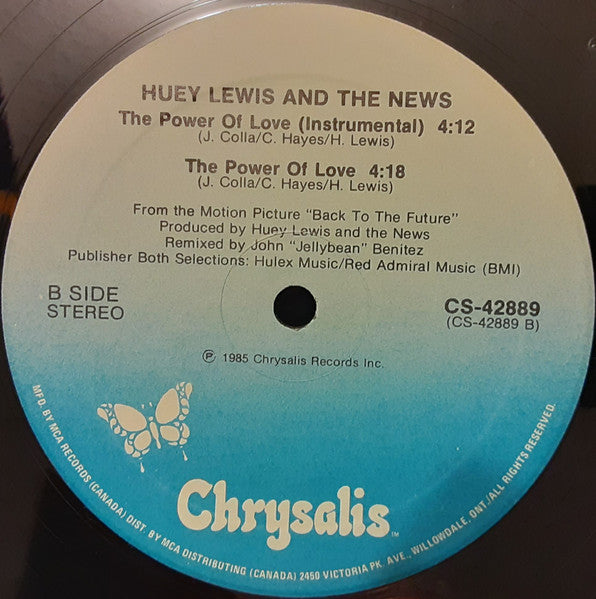 HUEY LEWIS AND THE NEWS
The Power Of Love (Instrumental) 4:12
(J. Colla/C. Hayes/H. Lewis)
The Power Of Love 4:18
(J. Colla/C. Hayes/H. Lewis)
From the Motion Picture "Back To The Future"
Produced by Huey Lewis and the News
Remixed by John "Jellybean" Benitez
Publisher Both Selections: Hulex Music/Red Admiral Music (BMI)
B SIDE
STEREO
CS-42889
(CS-42889 B)
℗ 1985 Chrysalis Records Inc.
Chrysalis™
MFD. BY MCA RECORDS (CANADA) DIST. BY MCA DISTRIBUTING (CANADA) 2450 VICTORIA PK. AVE., WILLOWDALE, ONT./ALL RIGHTS RESERVED.